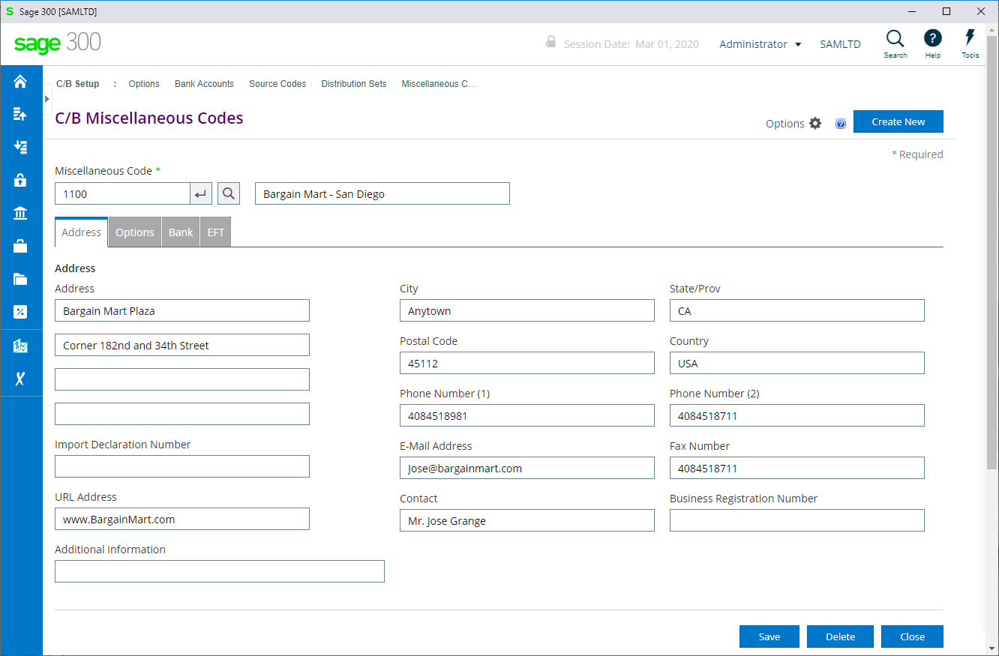 Sage 300 [SAMLTD]
sage 300
Session Date: Mar 01, 2020
Administrator
SAMLTD
Search
Help
Tools
C/B Setup : Options Bank Accounts Source Codes Distribution Sets Miscellaneous C...
C/B Miscellaneous Codes
Options
Create New
* Required
Miscellaneous Code *
1100
Bargain Mart - San Diego
Address Options Bank EFT
Address
Address
City
State/Prov
Bargain Mart Plaza
Anytown
CA
Corner 182nd and 34th Street
Postal Code
Country
45112
USA
Phone Number (1)
Phone Number (2)
4084518981
4084518711
Import Declaration Number
E-Mail Address
Fax Number
Jose@bargainmart.com
4084518711
URL Address
Contact
Business Registration Number
www.BargainMart.com
Mr. Jose Grange
Additional Information
Save
Delete
Close